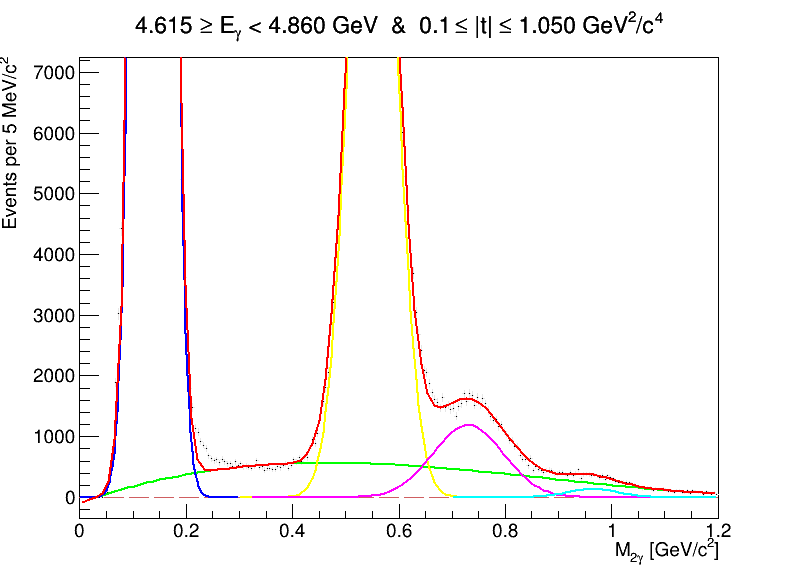 4.615 ≥ Eγ < 4.860 GeV & 0.1 ≤ |t| ≤ 1.050 GeV²/c⁴
Events per 5 MeV/c²
7000
6000
5000
4000
3000
2000
1000
0
0 0.2 0.4 0.6 0.8 1 1.2
M2γ [GeV/c²]